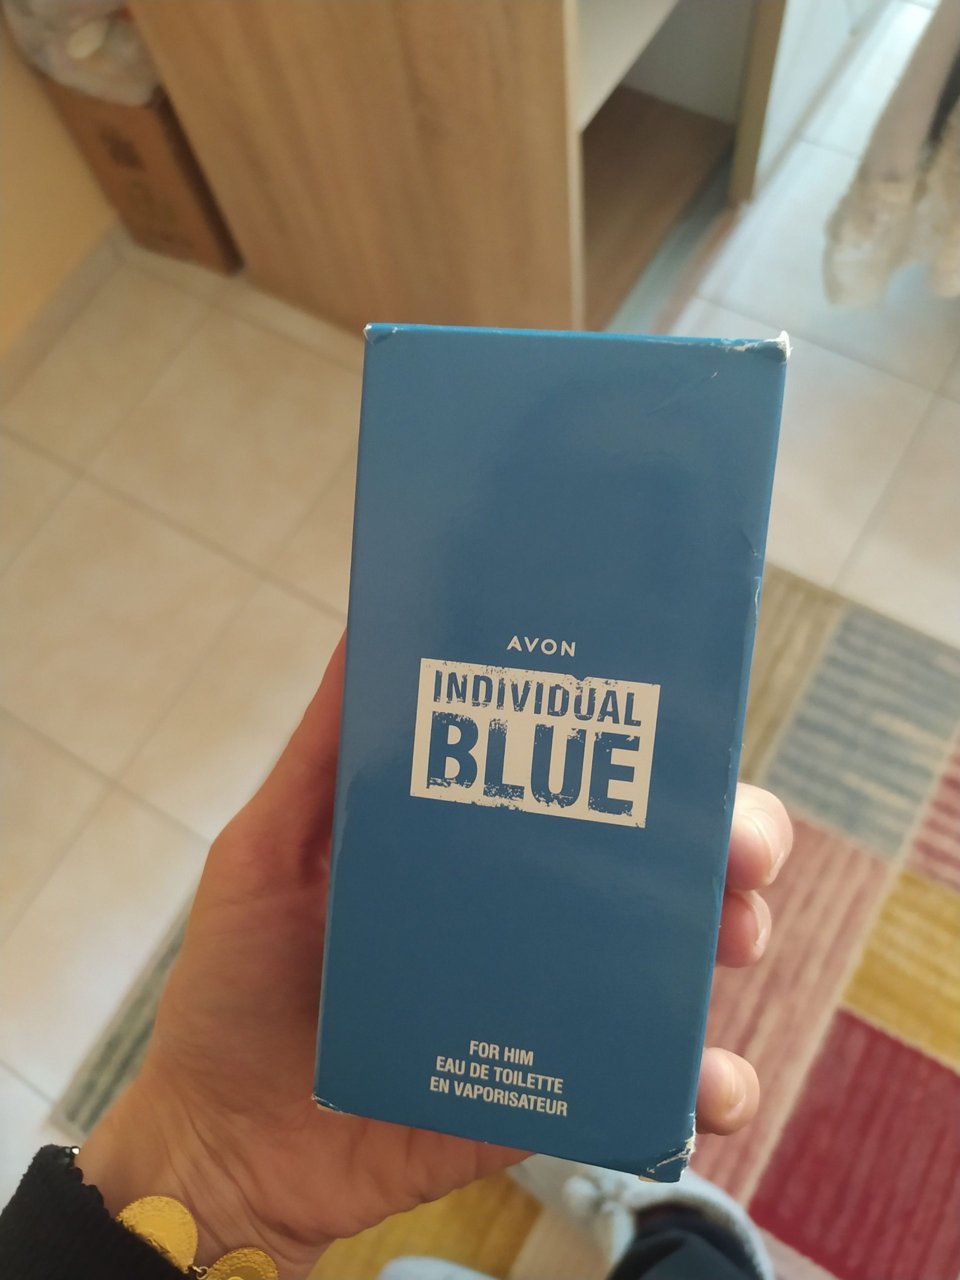 AVON
INDIVIDUAL
BLUE
FOR HIM
EAU DE TOILETTE
EN VAPORISATEUR